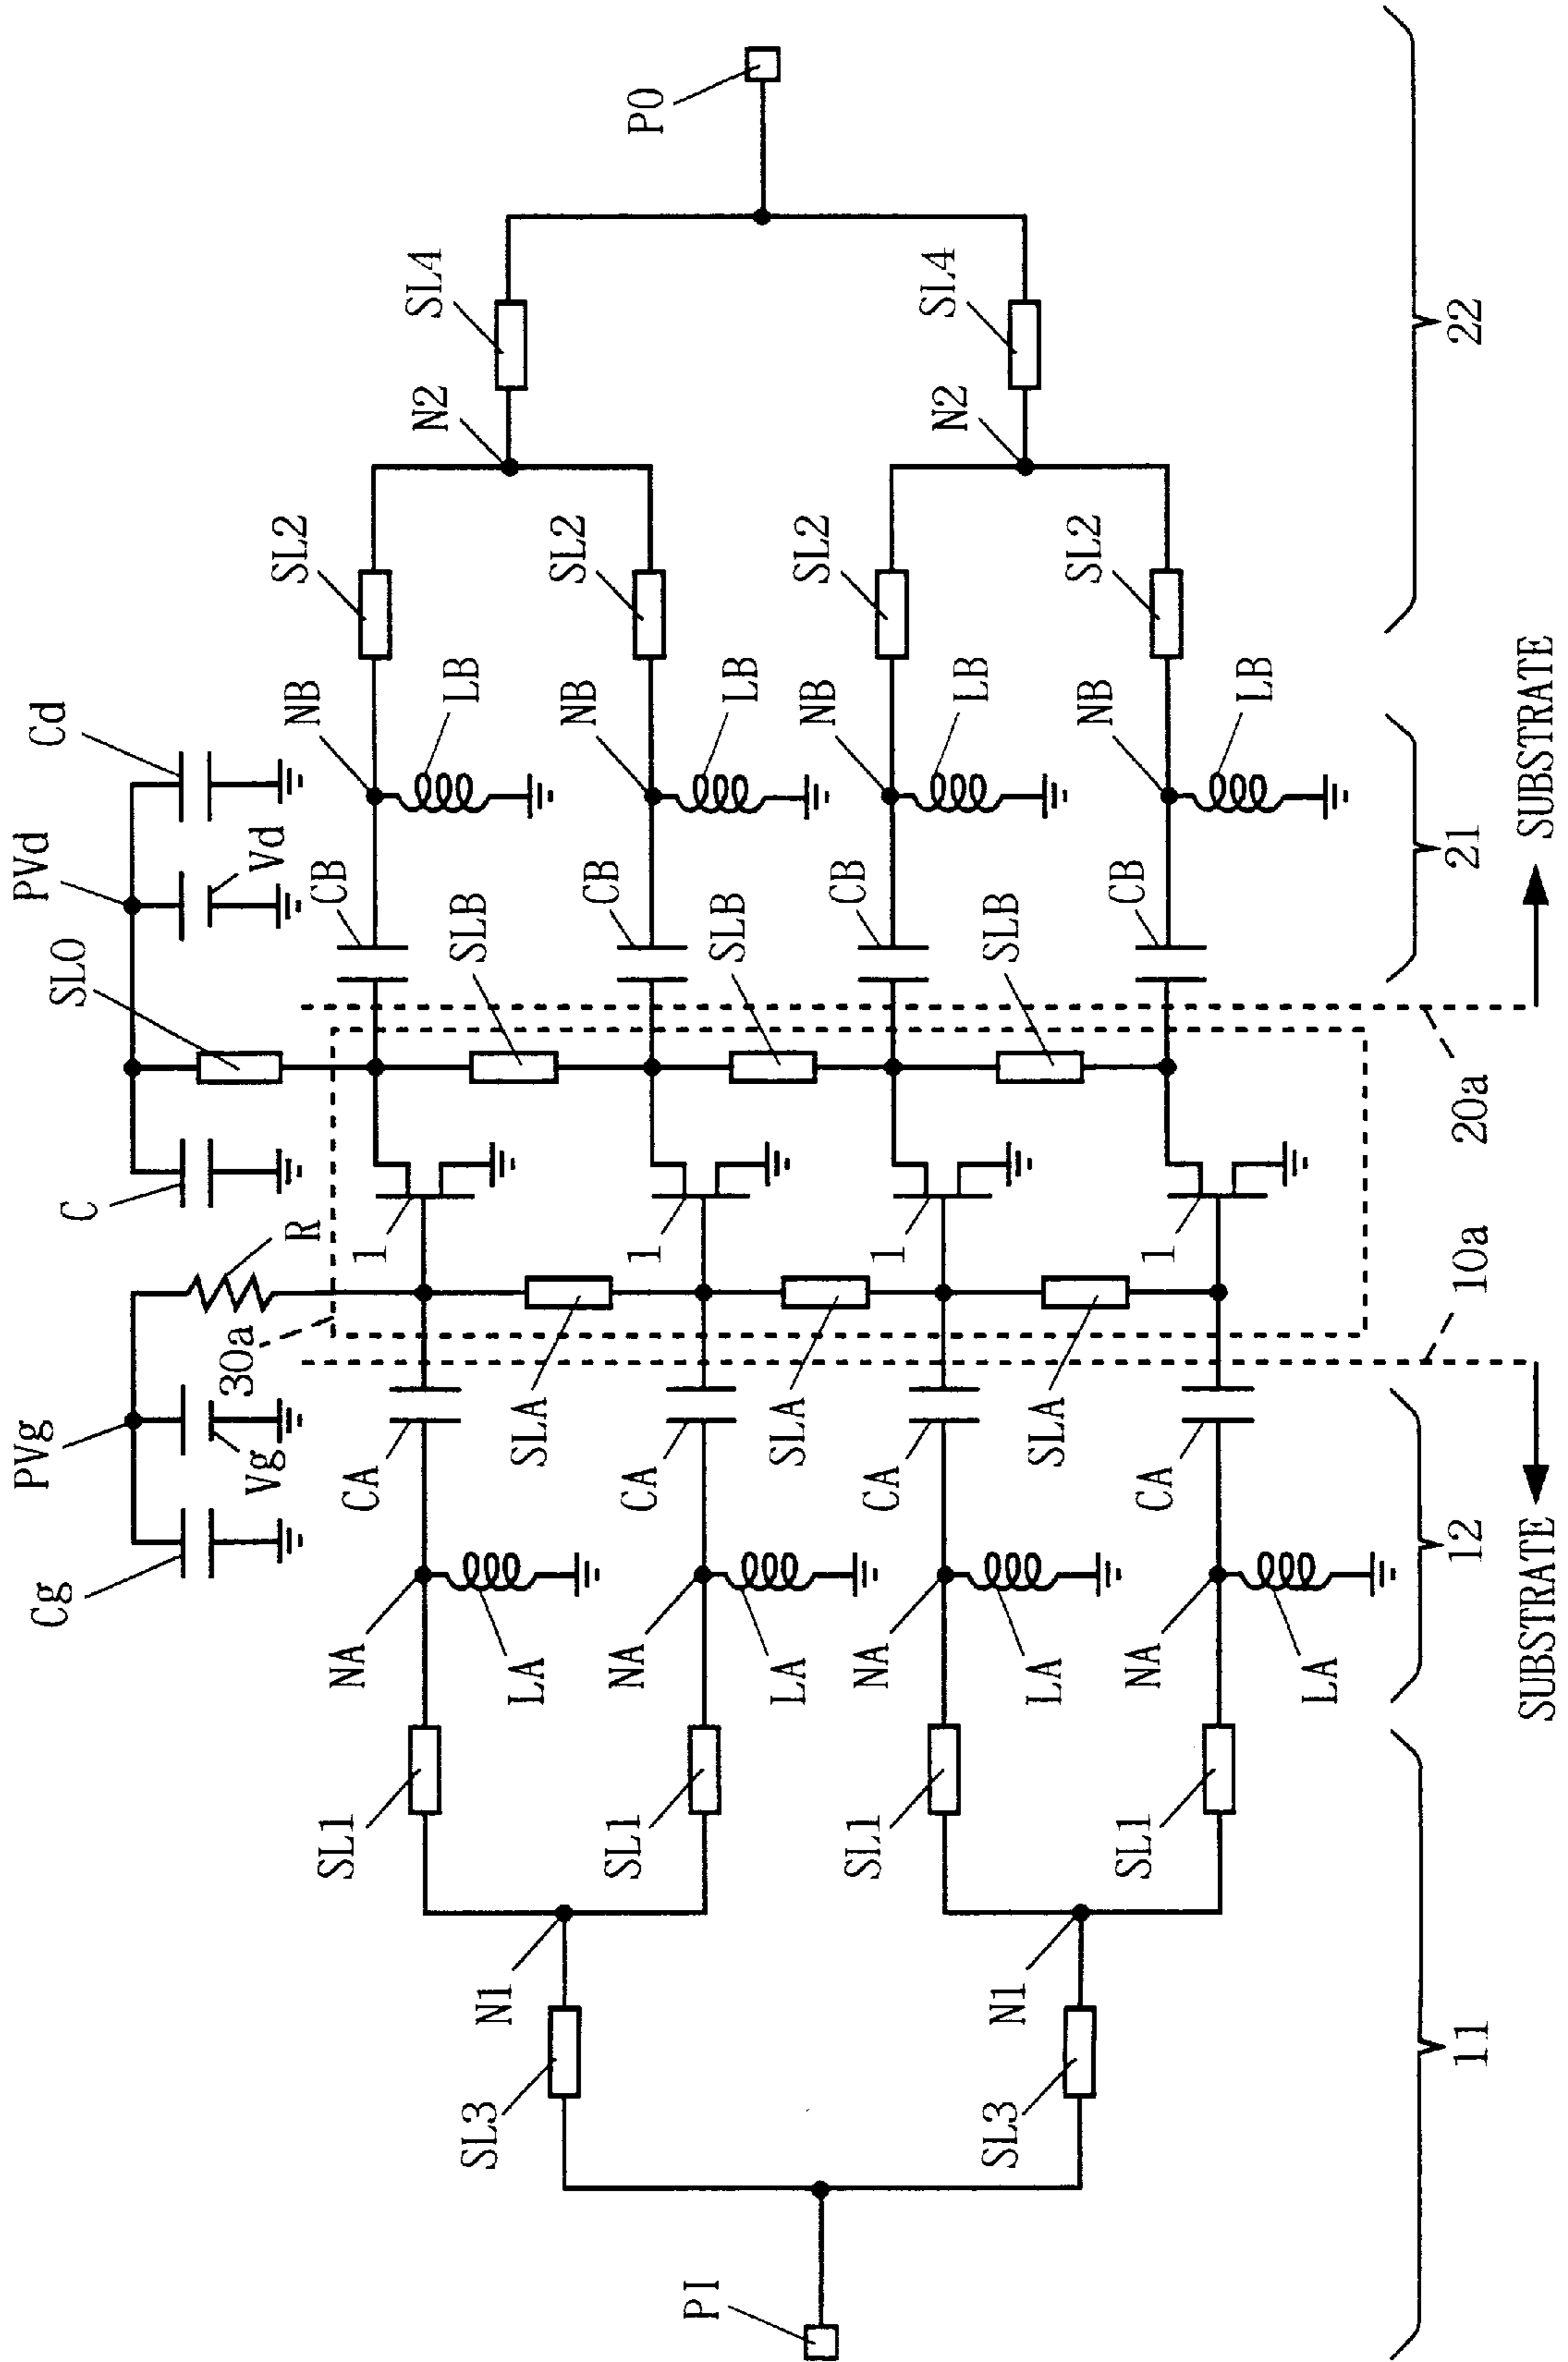 PVg
PVd
Cg
C
SL0
Cd
Vg
30a
R
Vd
SL1
NA
CA
1
CB
NB
SL2
SL3
N1
LA
SLA
SLB
LB
N2
SL4
SL1
NA
CA
1
CB
NB
SL2
PO
PI
LA
SLA
SLB
LB
SL1
NA
CA
1
CB
NB
SL2
SL3
N1
LA
SLA
SLB
LB
N2
SL4
SL1
NA
CA
1
CB
NB
SL2
LA
LB
10a
20a
11
12
21
22
SUBSTRATE
SUBSTRATE